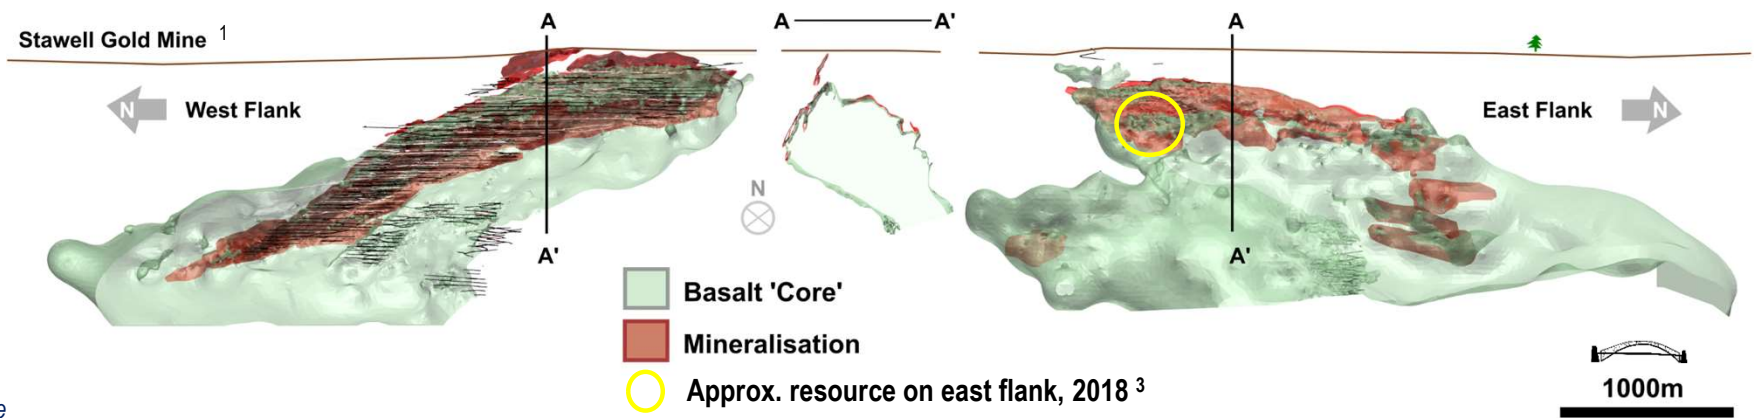 Stawell Gold Mine 1
A
A A'
A
N West Flank
East Flank N
N
A'
A'
Basalt 'Core'
Mineralisation
Approx. resource on east flank, 2018 3
1000m
e